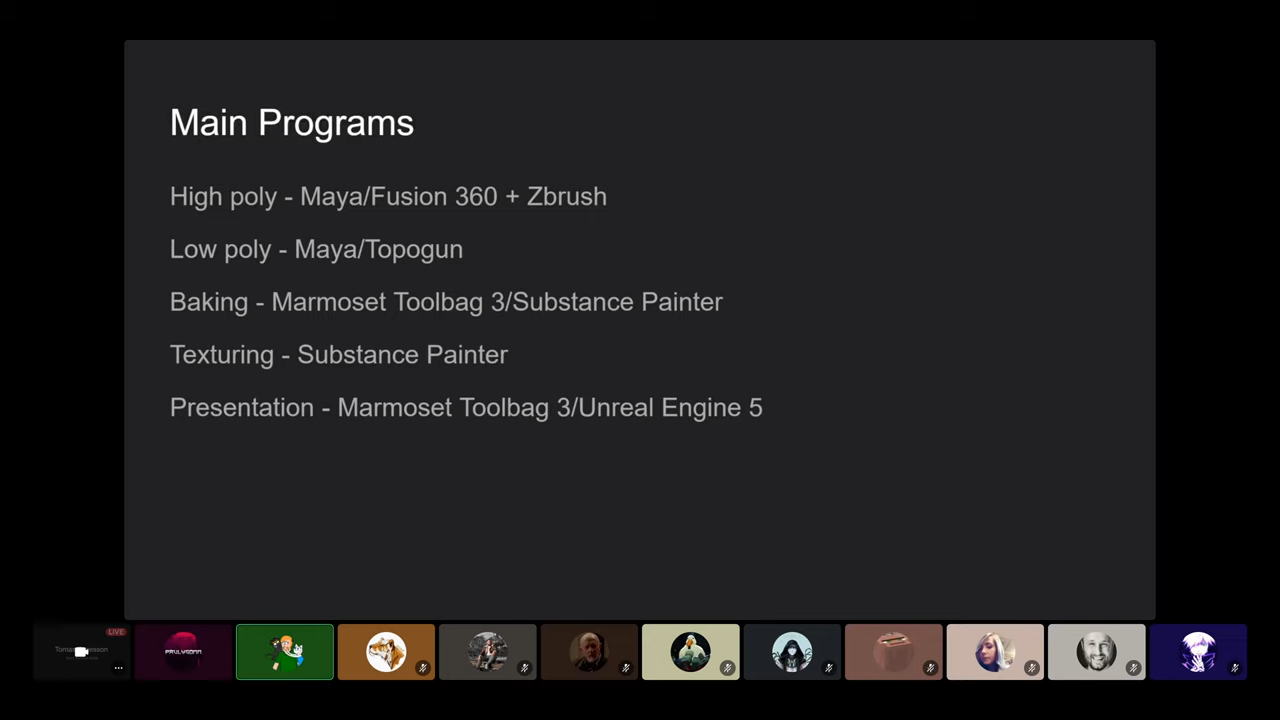 Main Programs
High poly - Maya/Fusion 360 + Zbrush
Low poly - Maya/Topogun
Baking - Marmoset Toolbag 3/Substance Painter
Texturing - Substance Painter
Presentation - Marmoset Toolbag 3/Unreal Engine 5
LIVE
PAULYGONN